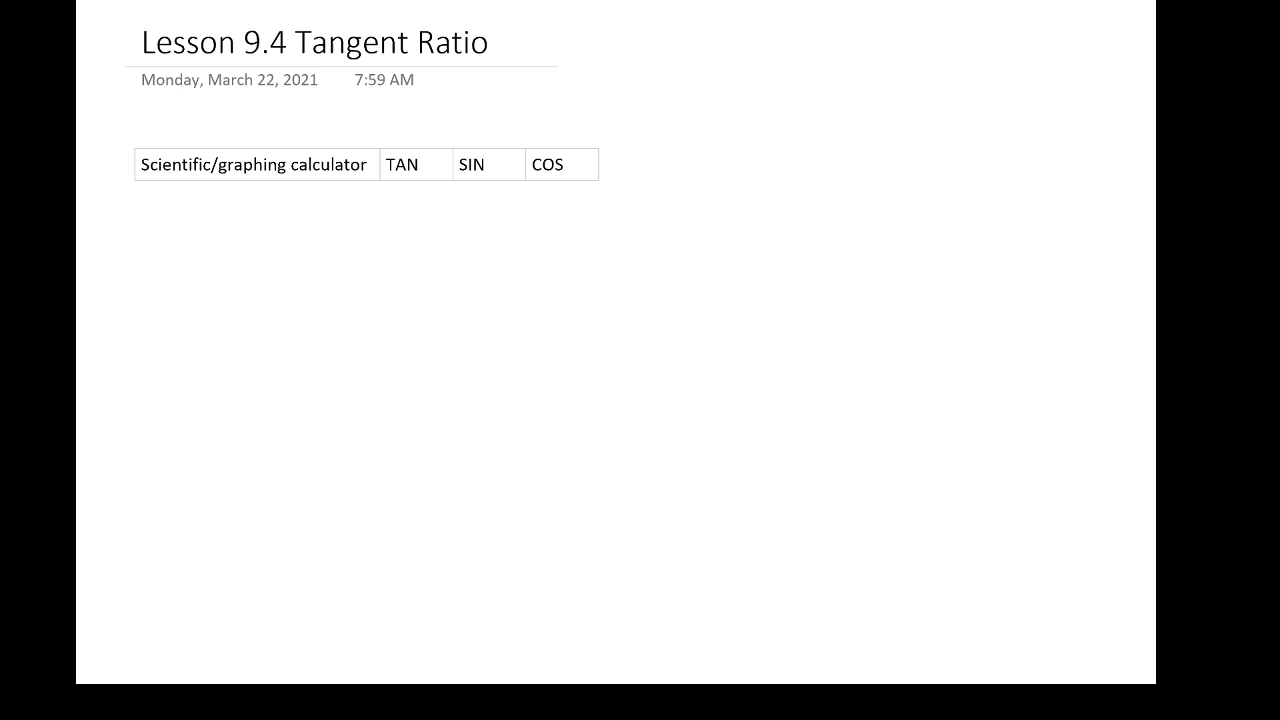 Lesson 9.4 Tangent Ratio
Monday, March 22, 2021 7:59 AM
Scientific/graphing calculator TAN SIN COS